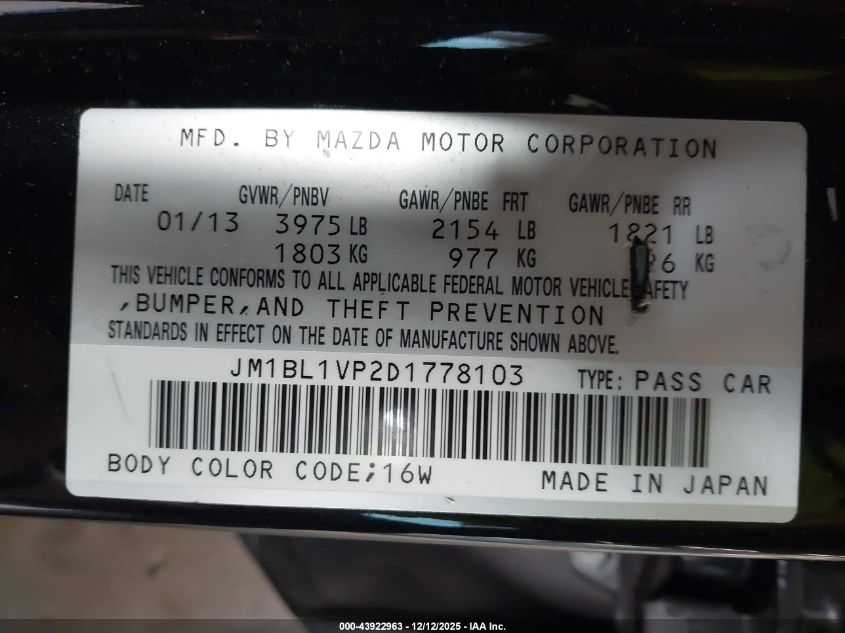 MFD. BY MAZDA MOTOR CORPORATION
DATE GVWR/PNBV GAWR/PNBE FRT GAWR/PNBE RR
01/13 3975 LB 2154 LB 1821 LB
1803 KG 977 KG KG
THIS VEHICLE CONFORMS TO ALL APPLICABLE FEDERAL MOTOR VEHICLE SAFETY
,BUMPER,AND THEFT PREVENTION
STANDARDS IN EFFECT ON THE DATE OF MANUFACTURE SHOWN ABOVE.
JM1BL1VP2D1778103 TYPE: PASS CAR
BODY COLOR CODE;16W MADE IN JAPAN
000-43922963 - 12/12/2025 - IAA Inc.